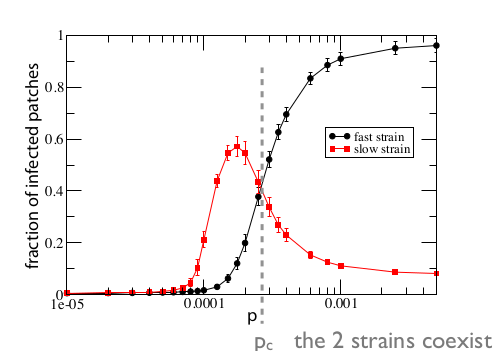 fraction of infected patches
1
0.8
0.6
0.4
0.2
0
fast strain
slow strain
1e-05
0.0001
0.001
p
pc the 2 strains coexist